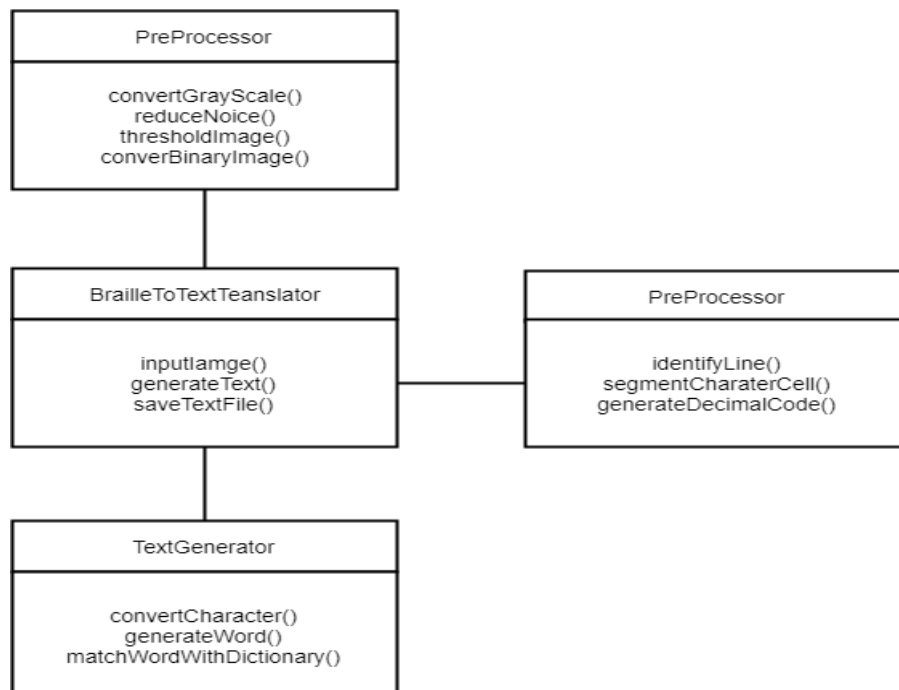 PreProcessor
convertGrayScale()
reduceNoice()
thresholdImage()
converBinaryImage()
BrailleToTextTeanslator
inputIamge()
generateText()
saveTextFile()
PreProcessor
identifyLine()
segmentCharaterCell()
generateDecimalCode()
TextGenerator
convertCharacter()
generateWord()
matchWordWithDictionary()